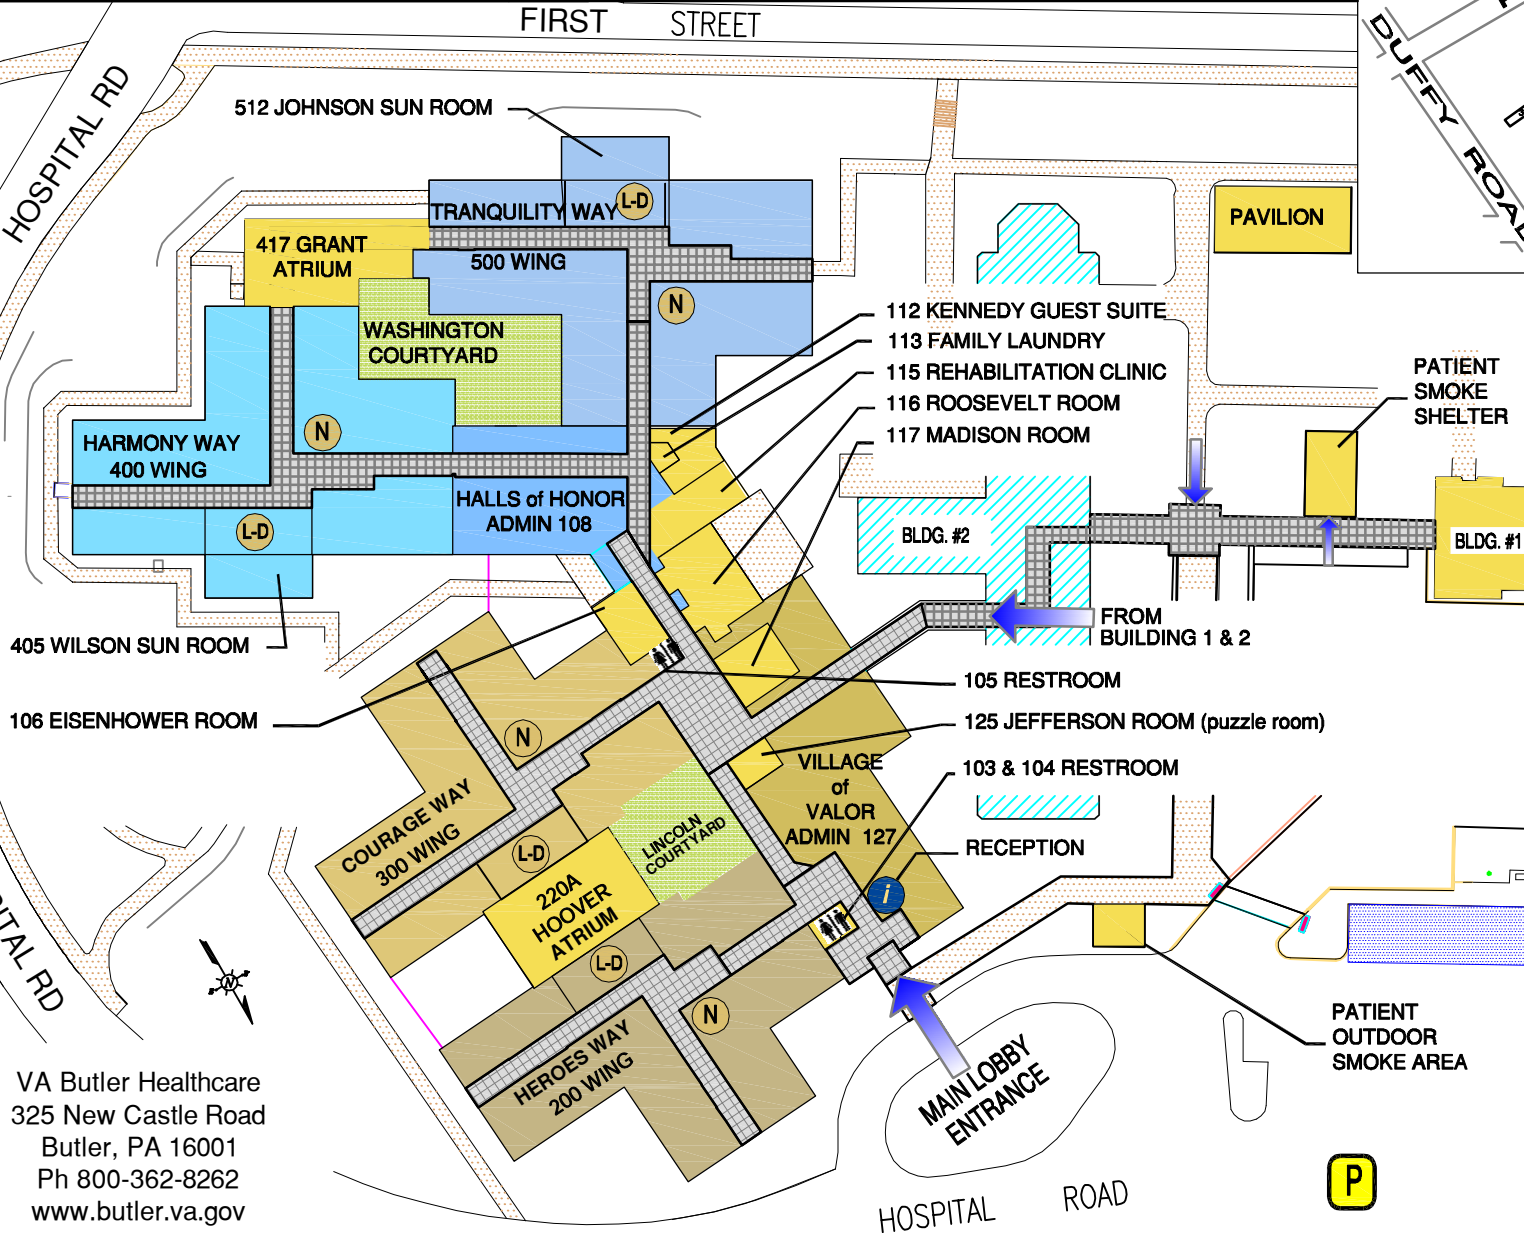 FIRST STREET
HOSPITAL RD
DUFFY ROAD
512 JOHNSON SUN ROOM
TRANQUILITY WAY
L-D
500 WING
417 GRANT
ATRIUM
PAVILION
N
WASHINGTON
COURTYARD
112 KENNEDY GUEST SUITE
113 FAMILY LAUNDRY
115 REHABILITATION CLINIC
116 ROOSEVELT ROOM
117 MADISON ROOM
PATIENT
SMOKE
SHELTER
HARMONY WAY
400 WING
N
L-D
HALLS of HONOR
ADMIN 108
BLDG. #2
BLDG. #1
FROM
BUILDING 1 & 2
405 WILSON SUN ROOM
105 RESTROOM
106 EISENHOWER ROOM
125 JEFFERSON ROOM (puzzle room)
N
VILLAGE
of
VALOR
ADMIN 127
103 & 104 RESTROOM
COURAGE WAY
300 WING
L-D
LINCOLN
COURTYARD
RECEPTION
i
220A
HOOVER
ATRIUM
L-D
N
HEROES WAY
200 WING
PITAL RD
N
PATIENT
OUTDOOR
SMOKE AREA
MAIN LOBBY
ENTRANCE
VA Butler Healthcare
325 New Castle Road
Butler, PA 16001
Ph 800-362-8262
www.butler.va.gov
P
HOSPITAL ROAD